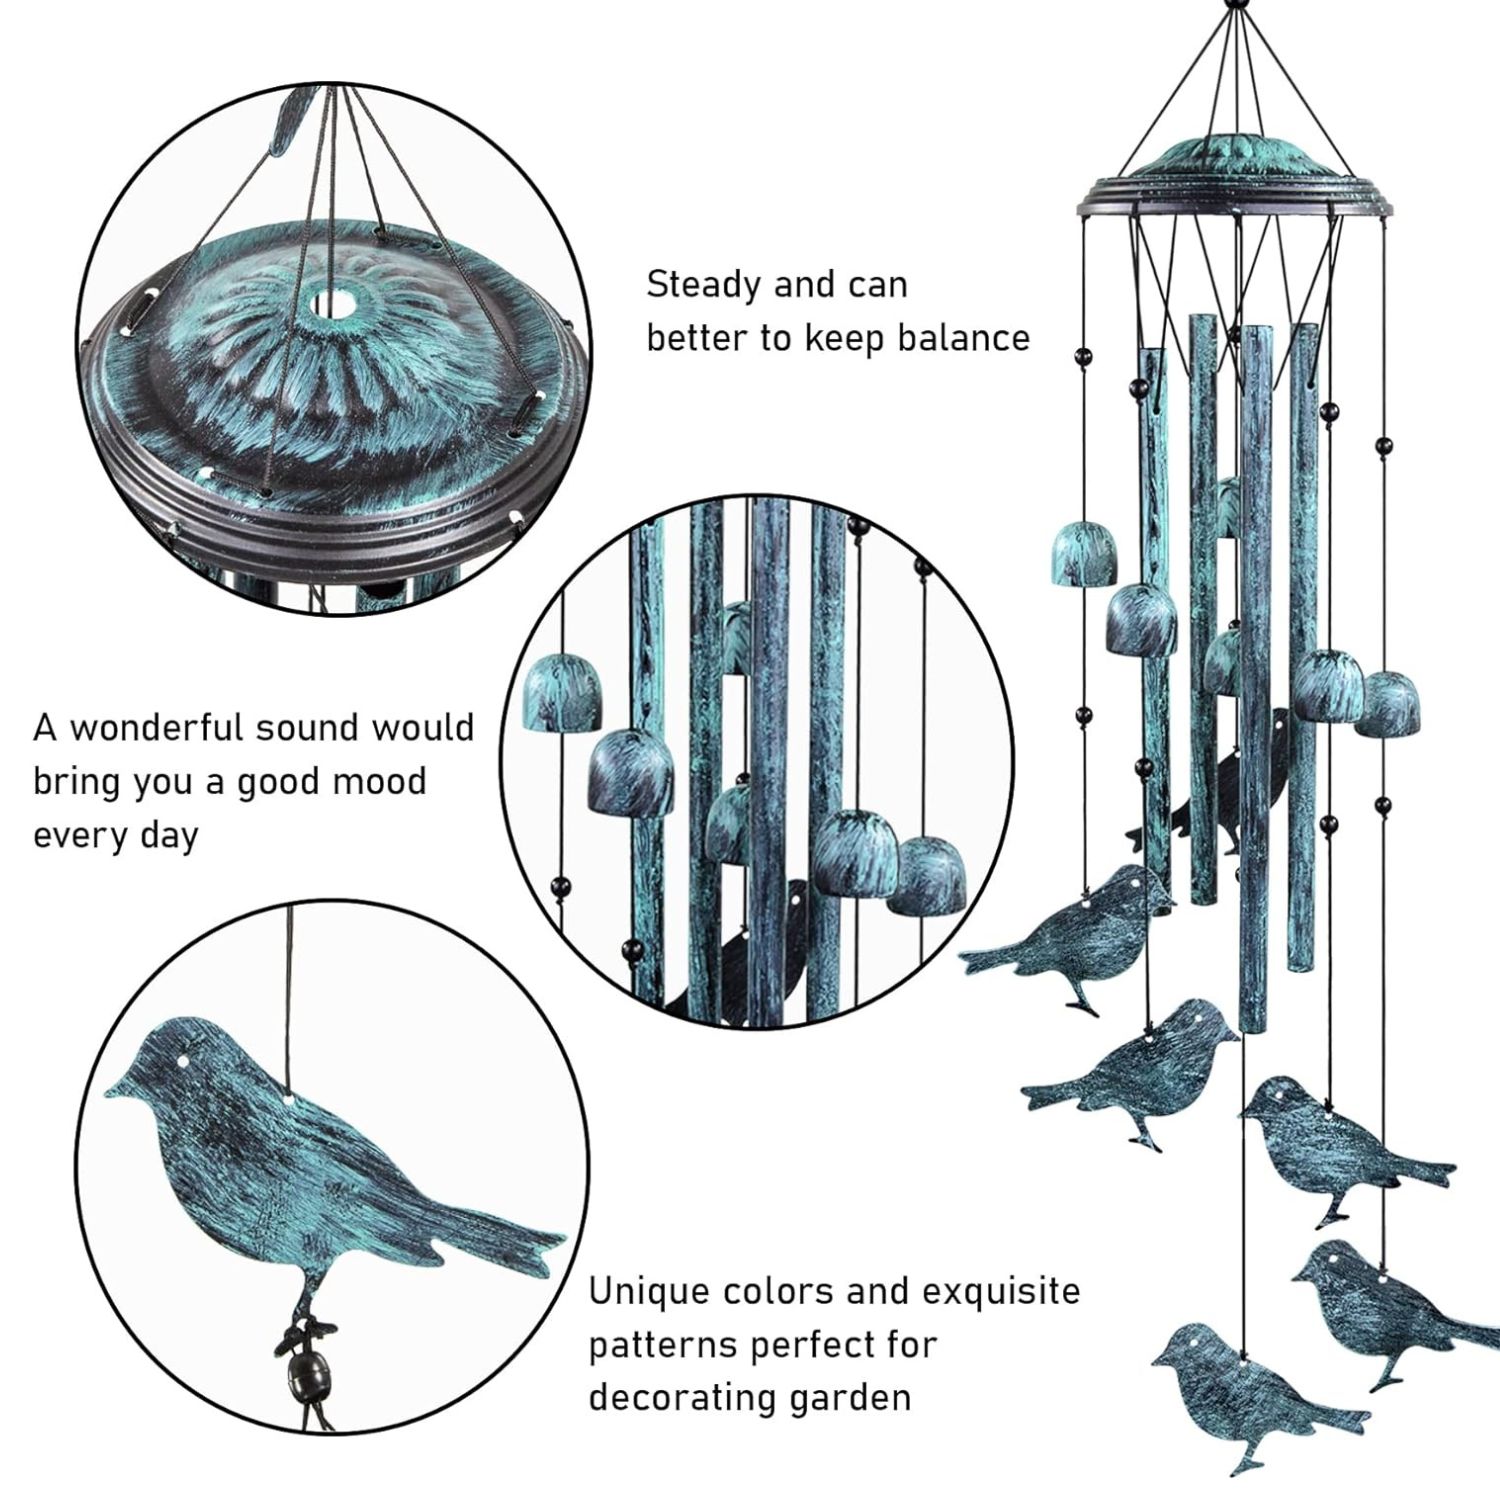 Steady and can
better to keep balance
A wonderful sound would
bring you a good mood
every day
Unique colors and exquisite
patterns perfect for
decorating garden